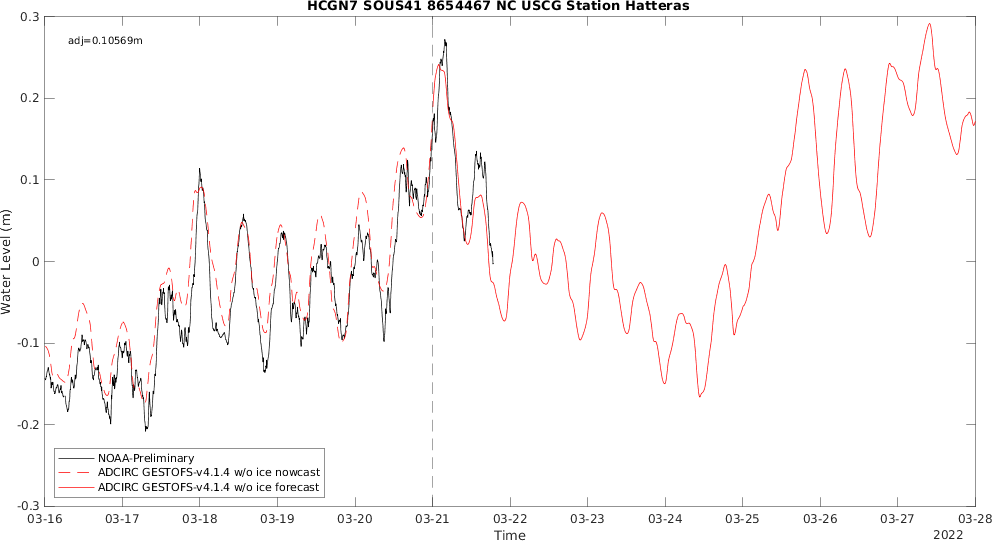 HCGN7 SOUS41 8654467 NC USCG Station Hatteras
adj=0.10569m
0.3
0.2
0.1
0
-0.1
-0.2
-0.3
Water Level (m)
NOAA-Preliminary
ADCIRC GESTOFS-v4.1.4 w/o ice nowcast
ADCIRC GESTOFS-v4.1.4 w/o ice forecast
03-16 03-17 03-18 03-19 03-20 03-21 03-22 03-23 03-24 03-25 03-26 03-27 03-28
Time
2022